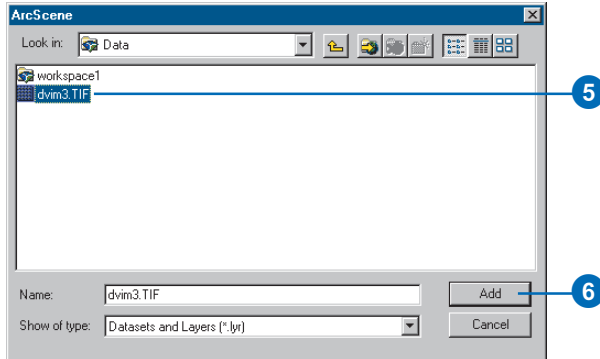 ArcScene
Look in: Data
workspace1
dvim3.TIF
5
Name: dvim3.TIF
Add
6
Show of type: Datasets and Layers (*.lyr)
Cancel